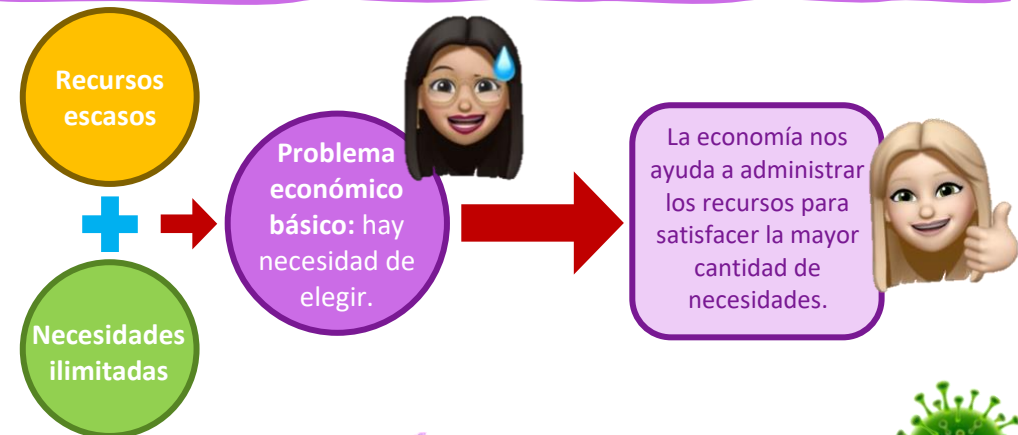 Recursos
escasos
Necesidades
ilimitadas
Problema
económico
básico: hay
necesidad de
elegir.
La economía nos
ayuda a administrar
los recursos para
satisfacer la mayor
cantidad de
necesidades.